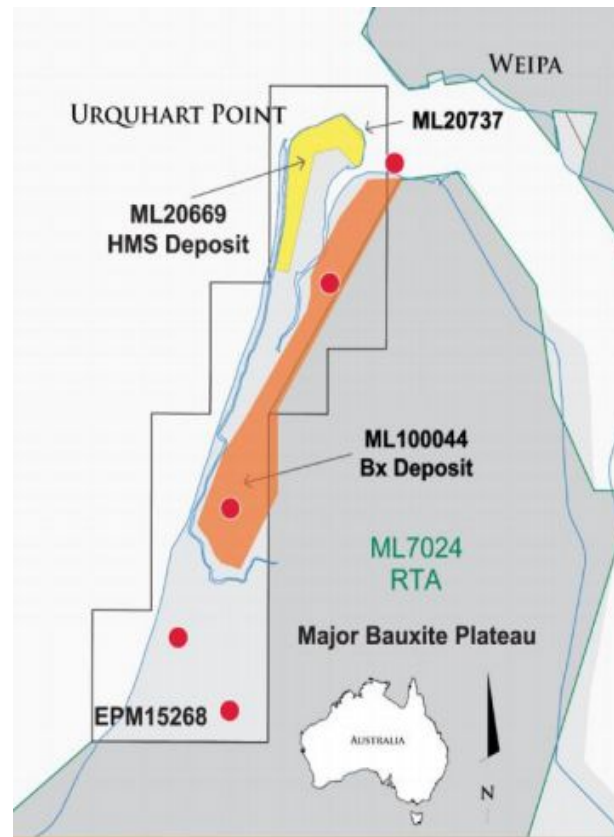 WEIPA
URQUHART POINT
ML20737
ML20669
HMS Deposit
ML100044
Bx Deposit
ML7024
RTA
Major Bauxite Plateau
EPM15268
AUSTRALIA
N